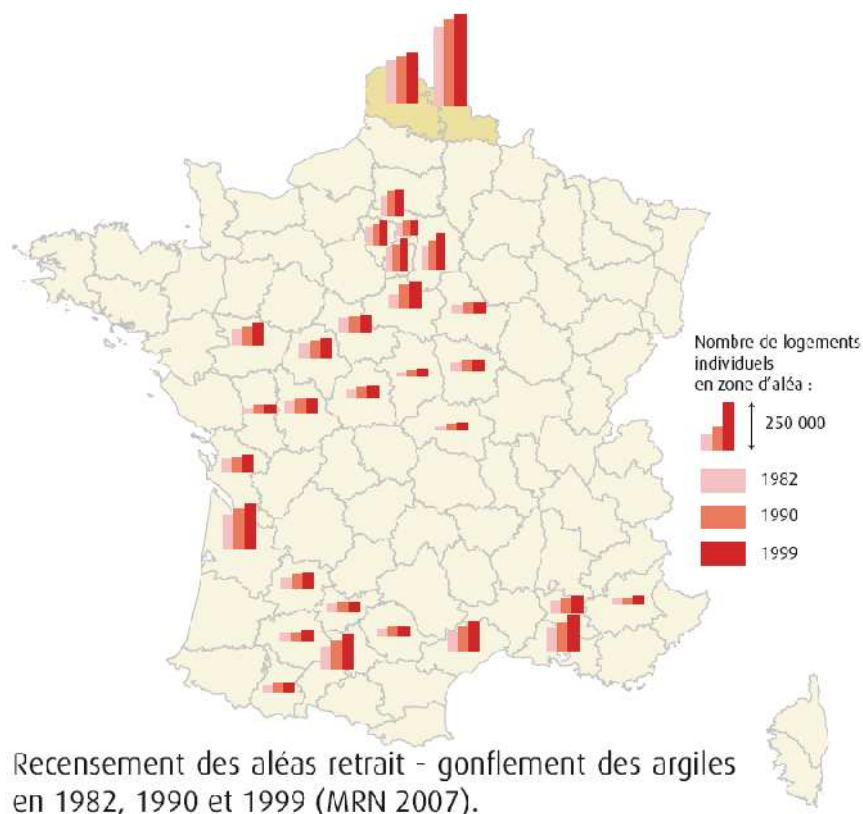 Nombre de logements
individuels
en zone d'aléa :
250 000
1982
1990
1999
Recensement des aléas retrait - gonflement des argiles
en 1982, 1990 et 1999 (MRN 2007).